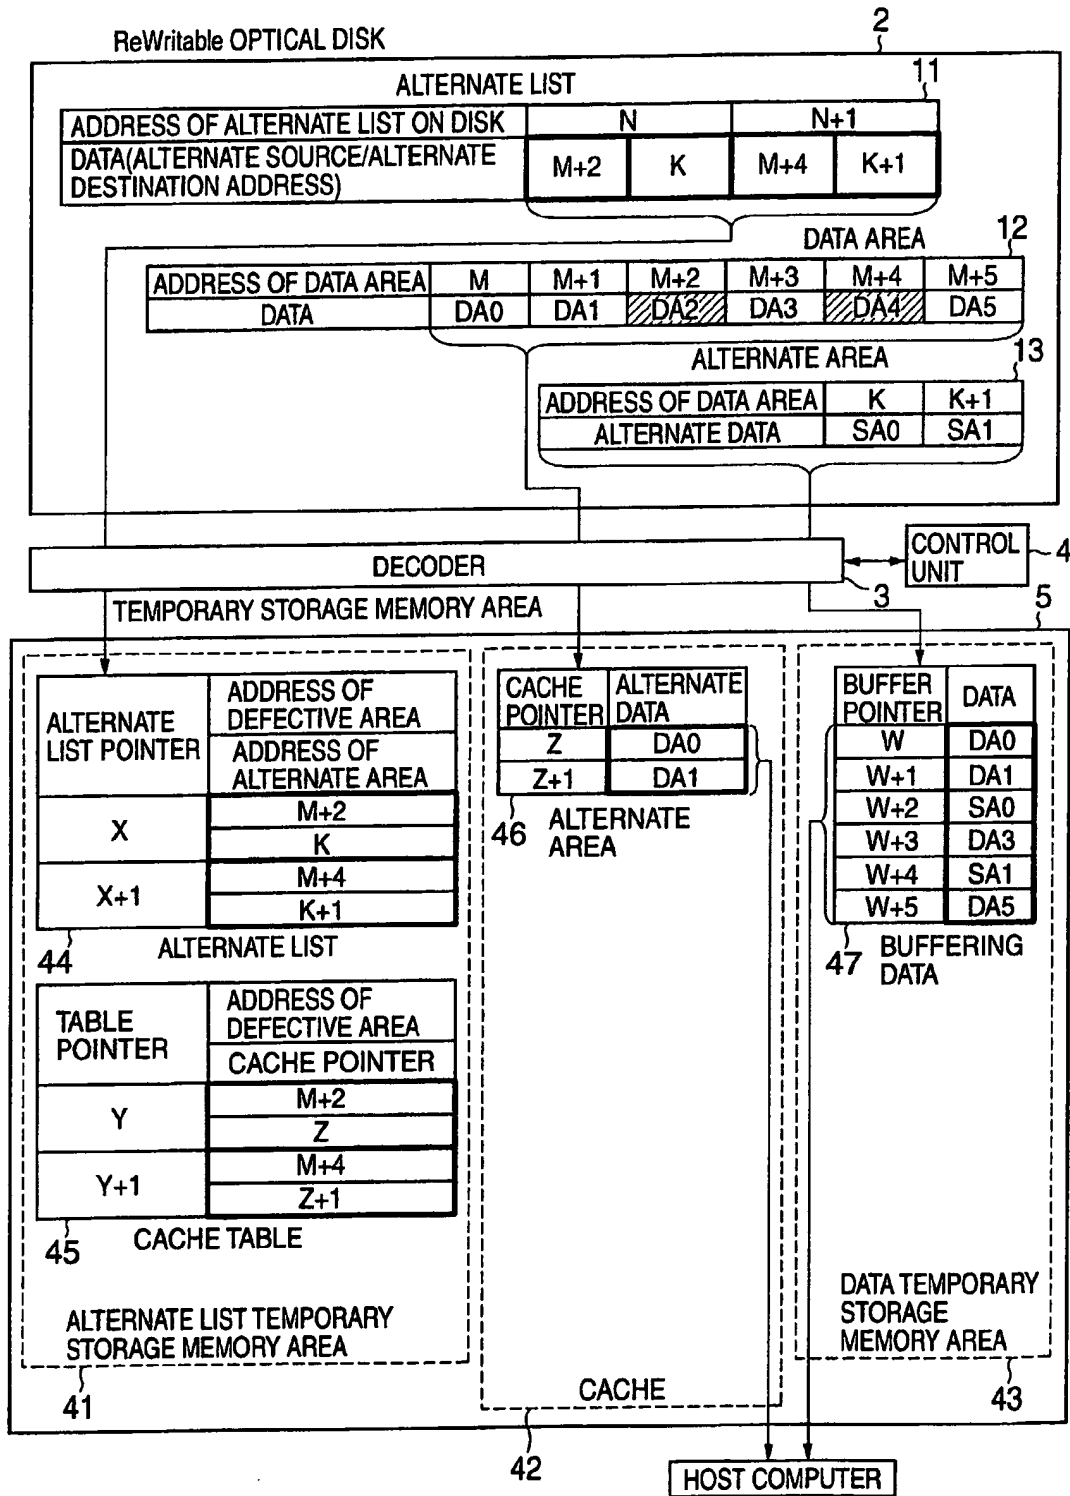 ReWritable OPTICAL DISK
2
ALTERNATE LIST
11
ADDRESS OF ALTERNATE LIST ON DISK N N+1
DATA(ALTERNATE SOURCE/ALTERNATE
DESTINATION ADDRESS) M+2 K M+4 K+1
DATA AREA
12
ADDRESS OF DATA AREA M M+1 M+2 M+3 M+4 M+5
DATA DA0 DA1 DA2 DA3 DA4 DA5
ALTERNATE AREA
13
ADDRESS OF DATA AREA K K+1
ALTERNATE DATA SA0 SA1
DECODER
3
CONTROL
UNIT
4
TEMPORARY STORAGE MEMORY AREA
5
ALTERNATE
LIST POINTER
ADDRESS OF
DEFECTIVE AREA
ADDRESS OF
ALTERNATE AREA
X
M+2
K
X+1
M+4
K+1
44
ALTERNATE LIST
TABLE
POINTER
ADDRESS OF
DEFECTIVE AREA
CACHE POINTER
Y
M+2
Z
Y+1
M+4
Z+1
45
CACHE TABLE
ALTERNATE LIST TEMPORARY
STORAGE MEMORY AREA
41
CACHE
POINTER
ALTERNATE
DATA
Z DA0
Z+1 DA1
46
ALTERNATE
AREA
CACHE
42
BUFFER
POINTER
DATA
W DA0
W+1 DA1
W+2 SA0
W+3 DA3
W+4 SA1
W+5 DA5
47
BUFFERING
DATA
DATA TEMPORARY
STORAGE
MEMORY AREA
43
HOST COMPUTER